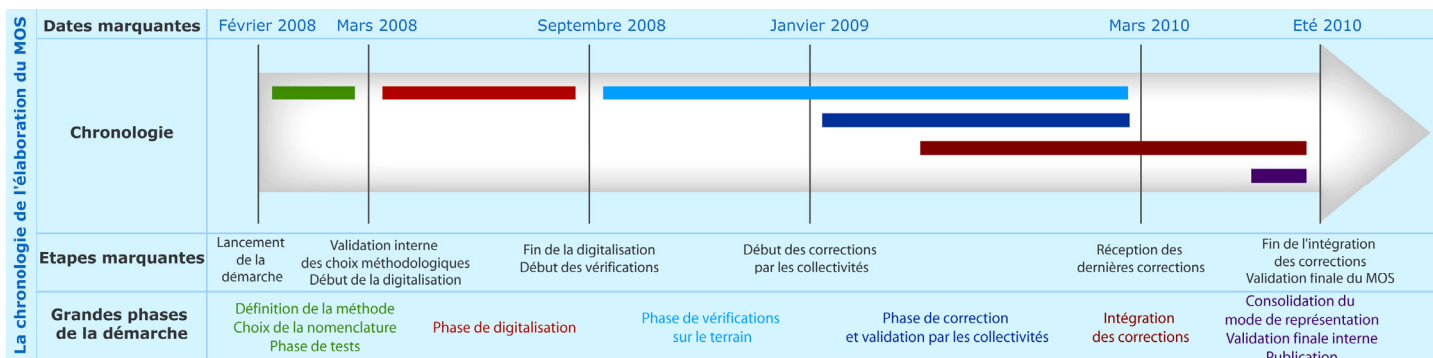 La chronologie de l'élaboration du MOS
Dates marquantes
Février 2008
Mars 2008
Septembre 2008
Janvier 2009
Mars 2010
Eté 2010
Chronologie
Etapes marquantes
Lancement
de la
démarche
Validation interne
des choix méthodologiques
Début de la digitalisation
Fin de la digitalisation
Début des vérifications
Début des corrections
par les collectivités
Réception des
dernières corrections
Fin de l'intégration
des corrections
Validation finale du MOS
Grandes phases
de la démarche
Définition de la méthode
Choix de la nomenclature
Phase de tests
Phase de digitalisation
Phase de vérifications
sur le terrain
Phase de correction
et validation par les collectivités
Intégration
des corrections
Consolidation du
mode de représentation
Validation finale interne
Publication